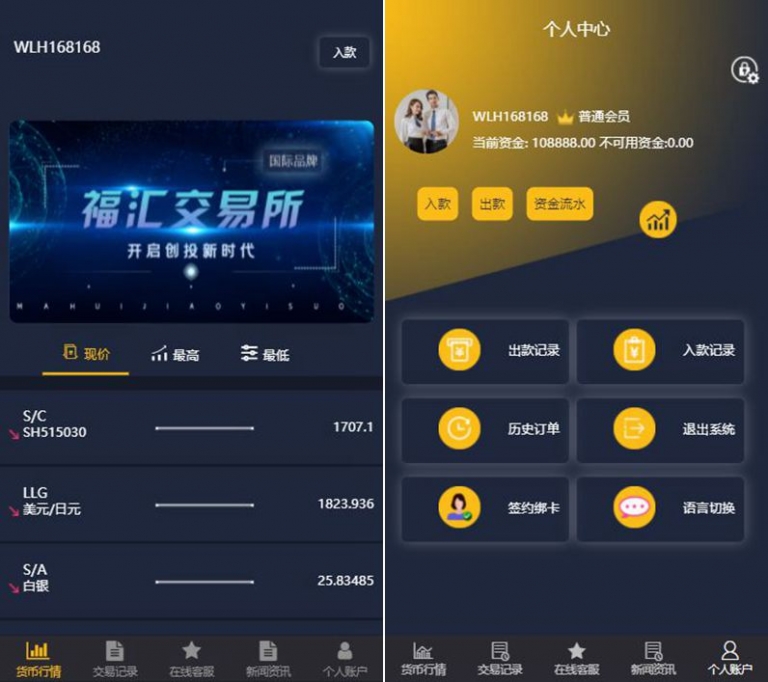 WLH168168
入款
国际品牌
福汇交易所
开启创投新时代
M A H U I J I A O Y I S U O
现价
最高
最低
S/C
SH515030
1707.1
LLG
美元/日元
1823.936
S/A
白银
25.83485
货币行情
交易记录
在线客服
新闻资讯
个人账户
个人中心
WLH168168
普通会员
当前资金: 108888.00 不可用资金:0.00
入款
出款
资金流水
出款记录
入款记录
历史订单
退出系统
签约绑卡
语言切换
货币行情
交易记录
在线客服
新闻资讯
个人账户